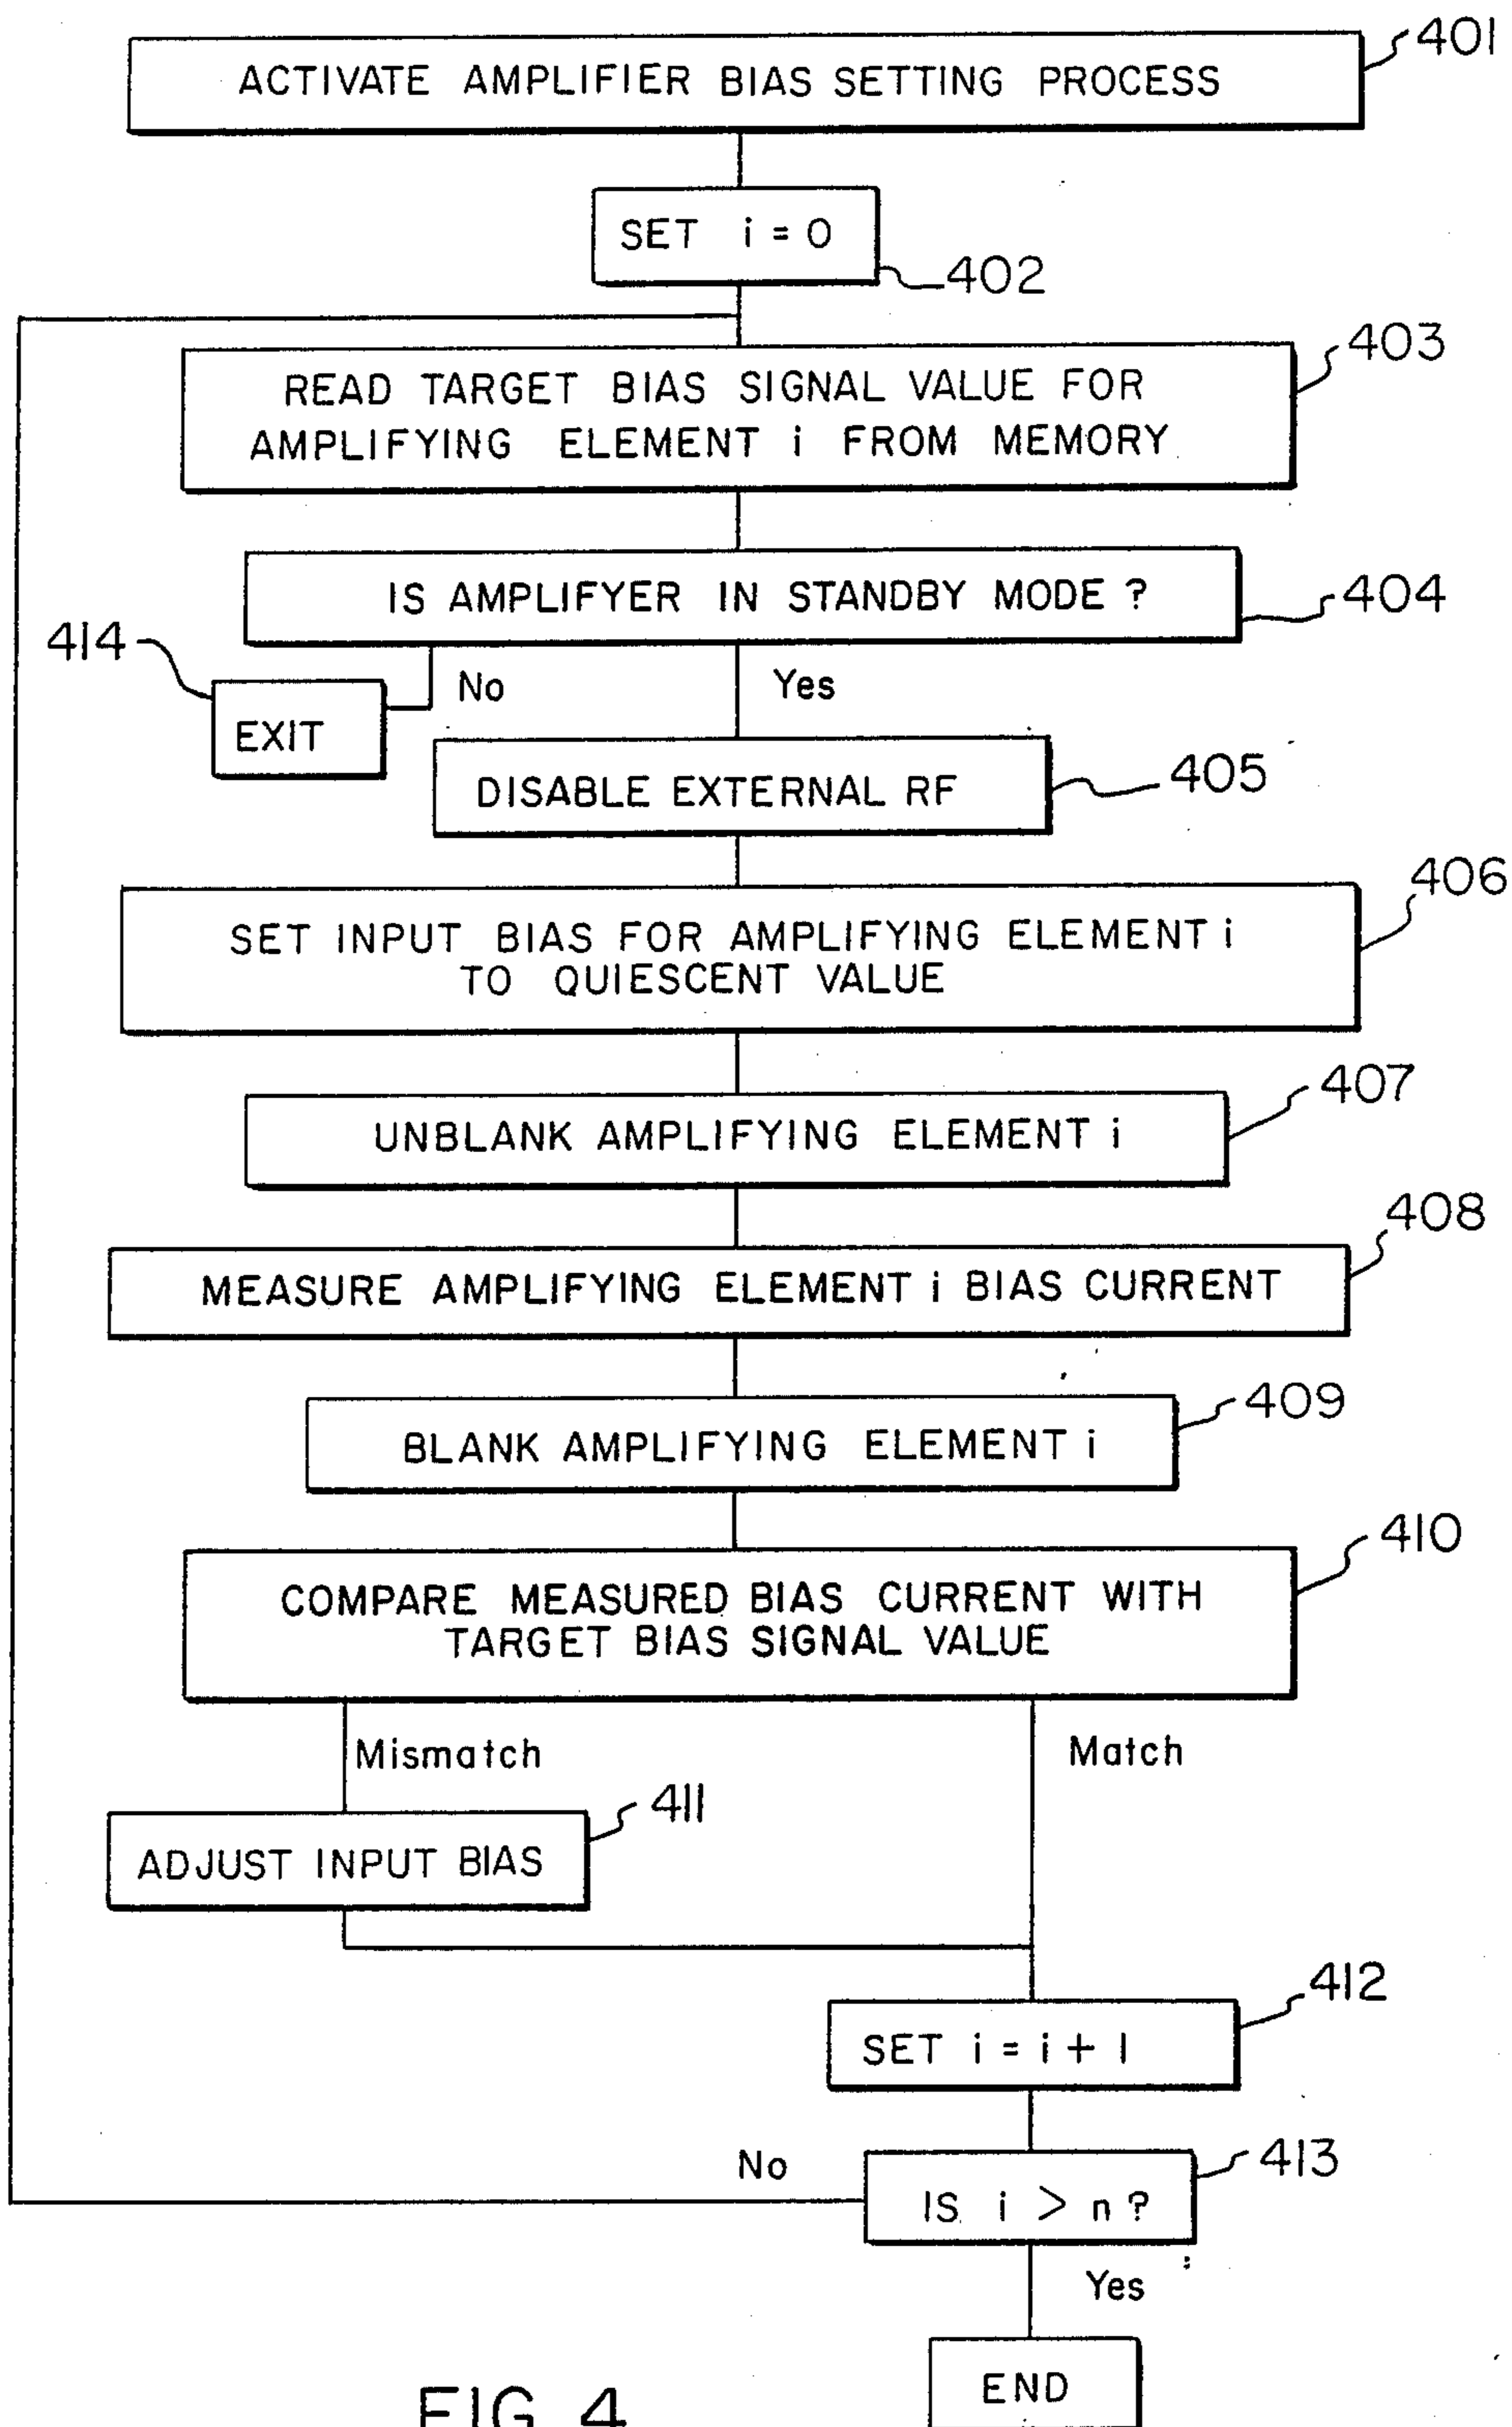 401
ACTIVATE AMPLIFIER BIAS SETTING PROCESS
SET i = 0
402
403
READ TARGET BIAS SIGNAL VALUE FOR
AMPLIFYING ELEMENT i FROM MEMORY
IS AMPLIFYER IN STANDBY MODE ?
404
414
No
Yes
EXIT
DISABLE EXTERNAL RF
405
406
SET INPUT BIAS FOR AMPLIFYING ELEMENT i
TO QUIESCENT VALUE
407
UNBLANK AMPLIFYING ELEMENT i
408
MEASURE AMPLIFYING ELEMENT i BIAS CURRENT
409
BLANK AMPLIFYING ELEMENT i
410
COMPARE MEASURED BIAS CURRENT WITH
TARGET BIAS SIGNAL VALUE
Mismatch
Match
411
ADJUST INPUT BIAS
412
SET i = i + 1
413
No
IS i > n ?
Yes
END
FIG 4